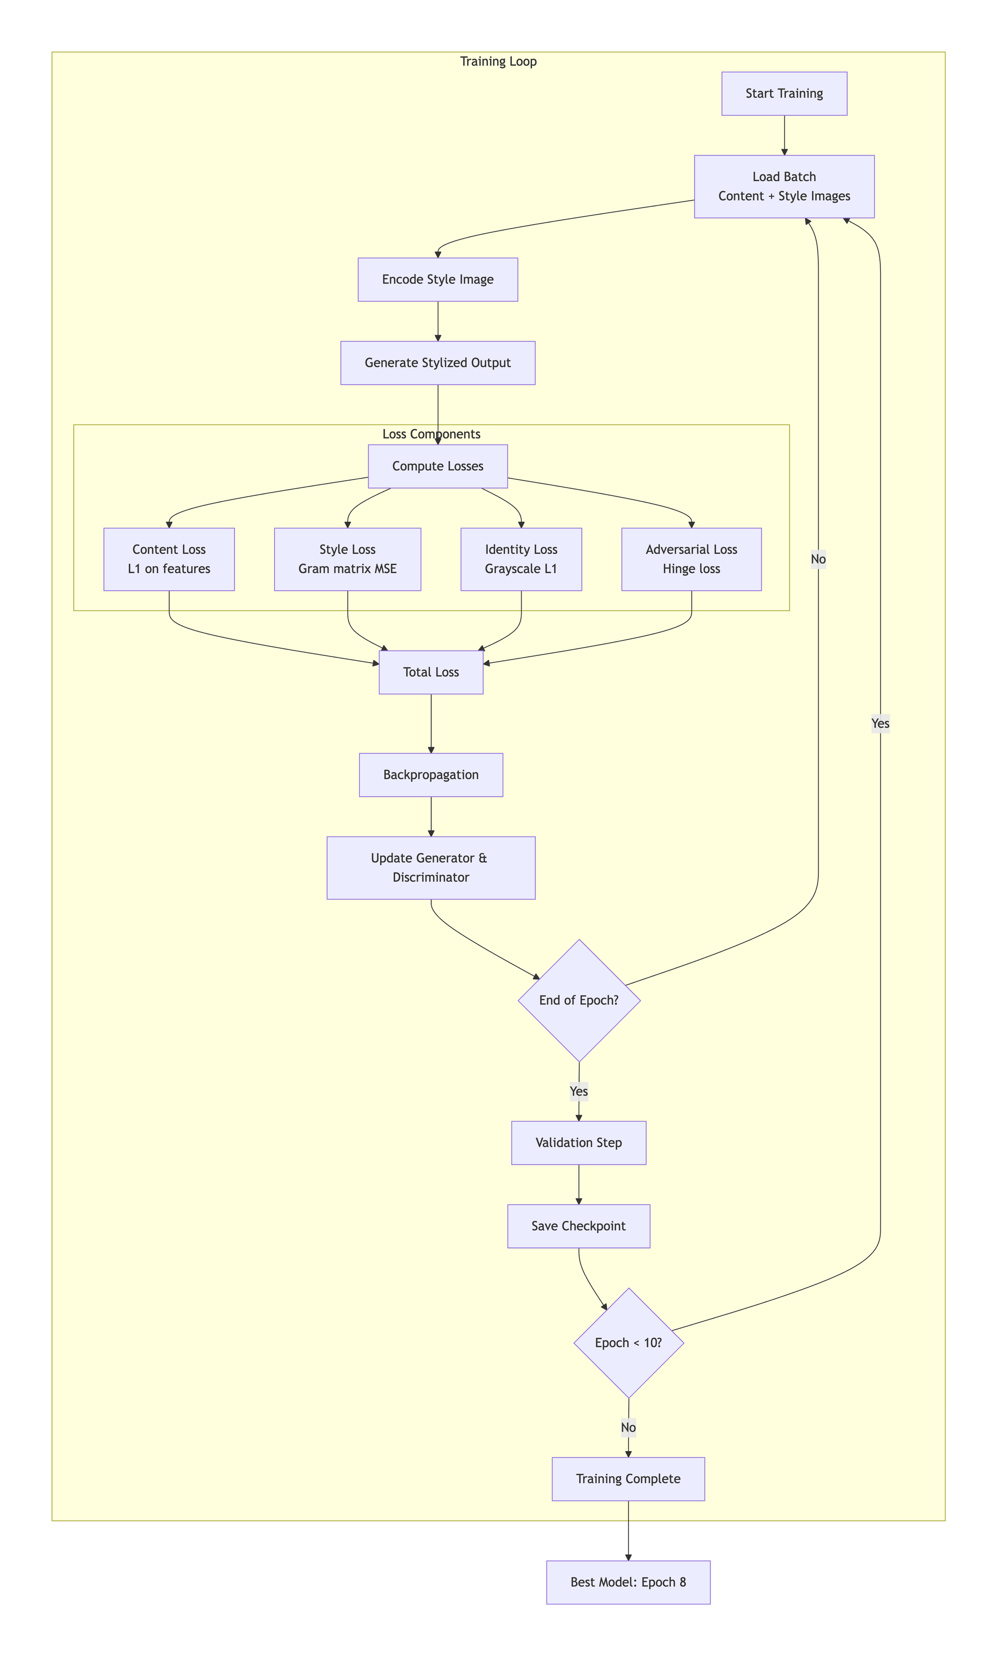 Training Loop
Start Training
Load Batch
Content + Style Images
Encode Style Image
Generate Stylized Output
Loss Components
Compute Losses
Content Loss
L1 on features
Style Loss
Gram matrix MSE
Identity Loss
Grayscale L1
Adversarial Loss
Hinge loss
No
Total Loss
Yes
Backpropagation
Update Generator &
Discriminator
End of Epoch?
Yes
Validation Step
Save Checkpoint
Epoch < 10?
No
Training Complete
Best Model: Epoch 8